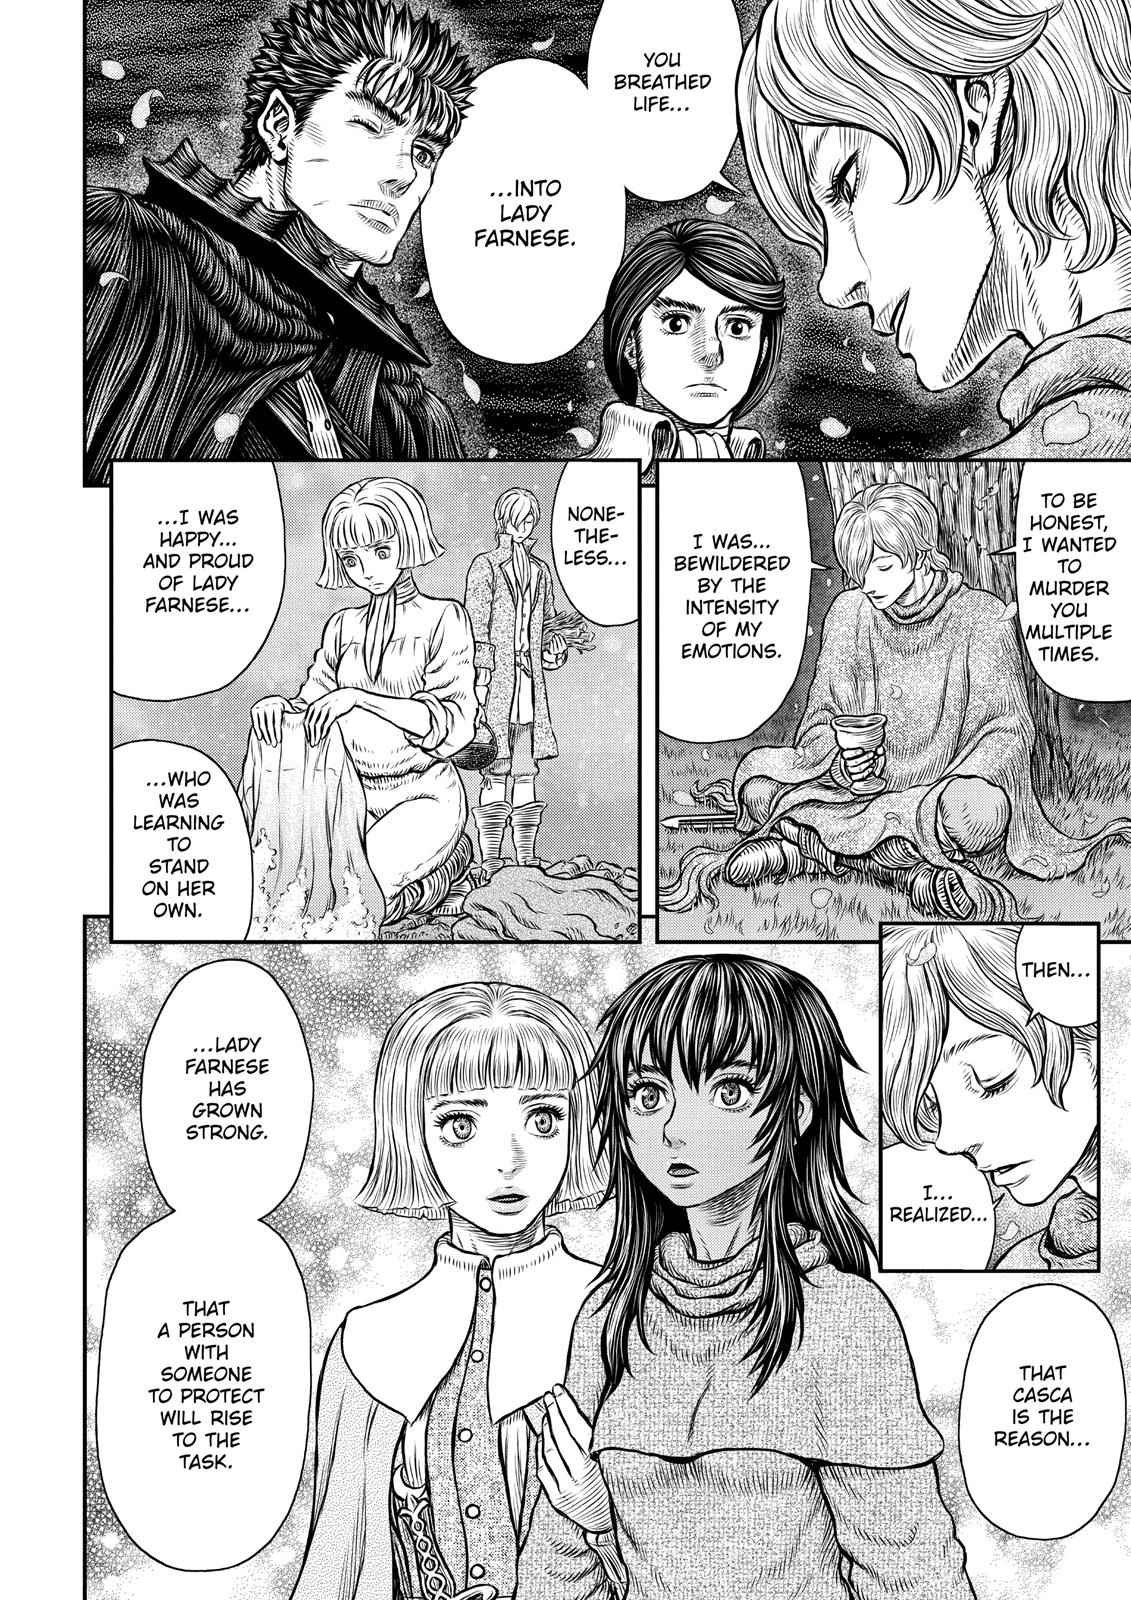 YOU
BREATHED
LIFE...
...INTO
LADY
FARNESE.
TO BE
HONEST,
I WANTED
TO
MURDER
YOU
MULTIPLE
TIMES.
I WAS...
BEWILDERED
BY THE
INTENSITY
OF MY
EMOTIONS.
NONE-
THE-
LESS...
...I WAS
HAPPY...
AND PROUD
OF LADY
FARNESE...
...WHO
WAS
LEARNING
TO
STAND
ON HER
OWN.
THEN...
I...
REALIZED...
THAT
CASCA
IS THE
REASON...
...LADY
FARNESE
HAS
GROWN
STRONG.
THAT
A PERSON
WITH
SOMEONE
TO PROTECT
WILL RISE
TO THE
TASK.